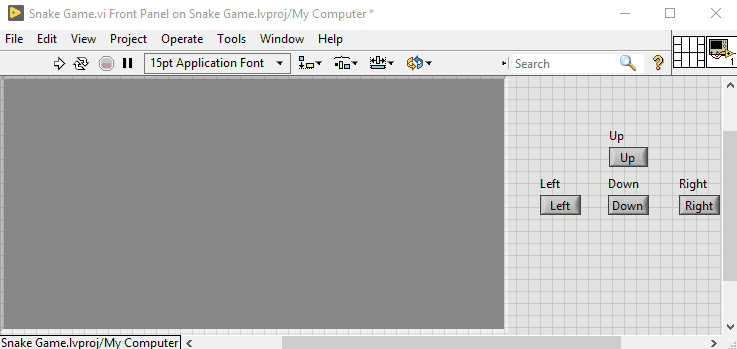 Snake Game.vi Front Panel on Snake Game.lvproj/My Computer *
File Edit View Project Operate Tools Window Help
15pt Application Font Search ? 1
Up
Up
Left Down Right
Left Down Right
Snake Game.lvproj/My Computer